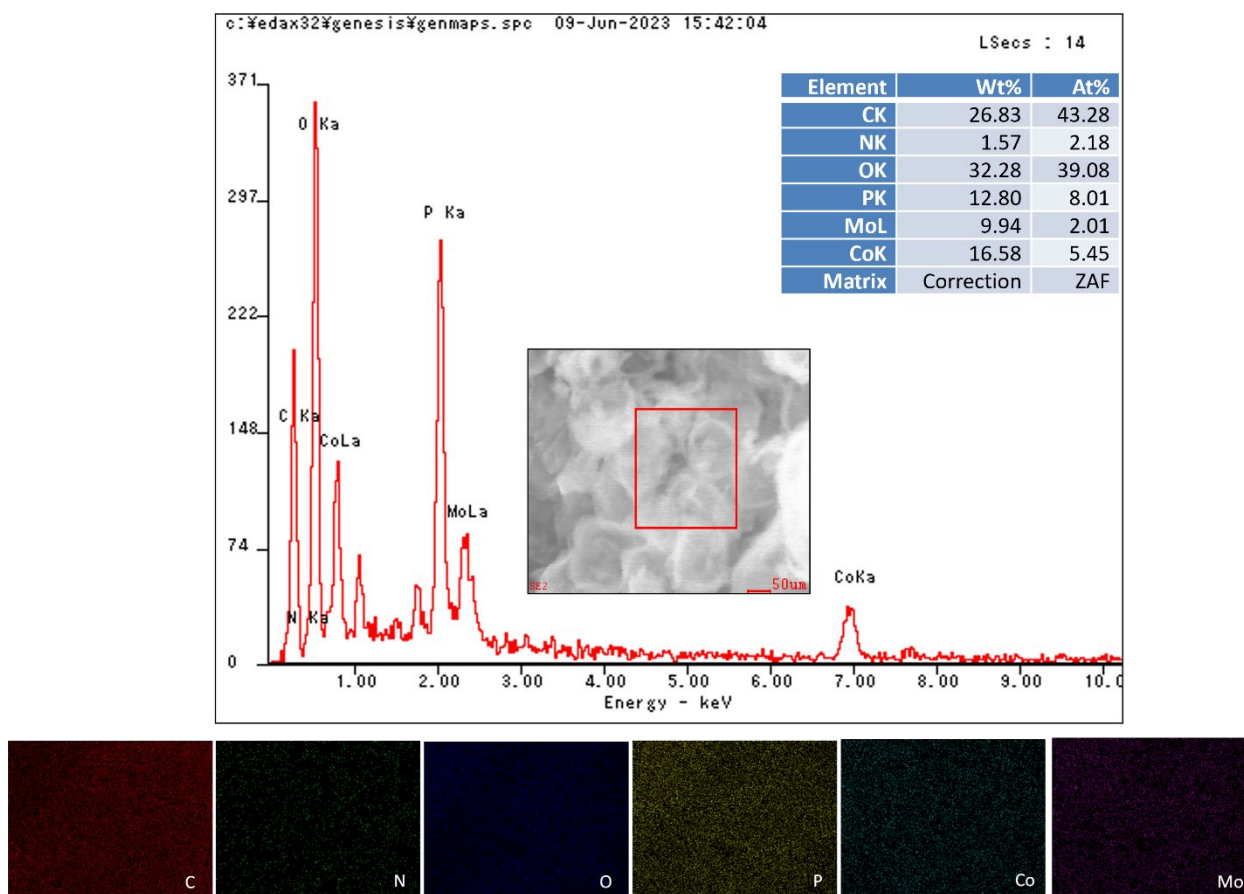 c:¥edax32¥genesis¥genmaps.spc 09-Jun-2023 15:42:04
LSecs : 14
Element Wt% At%
CK 26.83 43.28
NK 1.57 2.18
OK 32.28 39.08
PK 12.80 8.01
MoL 9.94 2.01
CoK 16.58 5.45
Matrix Correction ZAF
371
297
222
148
74
0
O Ka
P Ka
C Ka
CoLa
MoLa
N Ka
CoKa
SE2
50um
1.00 2.00 3.00 4.00 5.00 6.00 7.00 8.00 9.00 10.0
Energy - keV
C N O P Co Mo